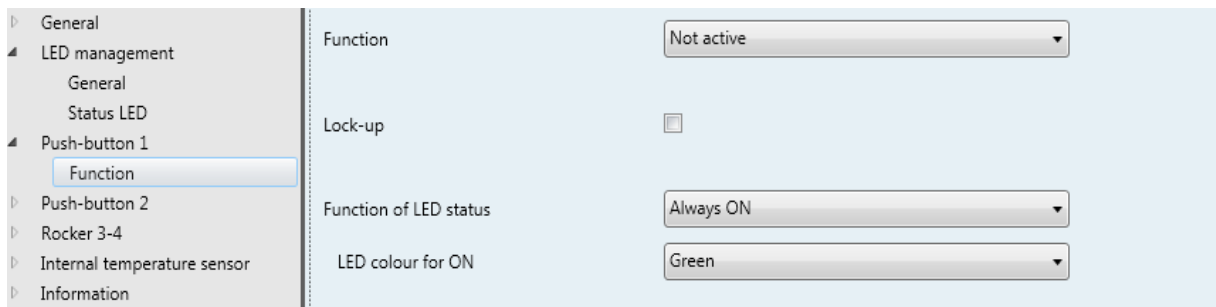 General
LED management
General
Status LED
Push-button 1
Function
Push-button 2
Rocker 3-4
Internal temperature sensor
Information
Function
Not active
Lock-up
Function of LED status
Always ON
LED colour for ON
Green